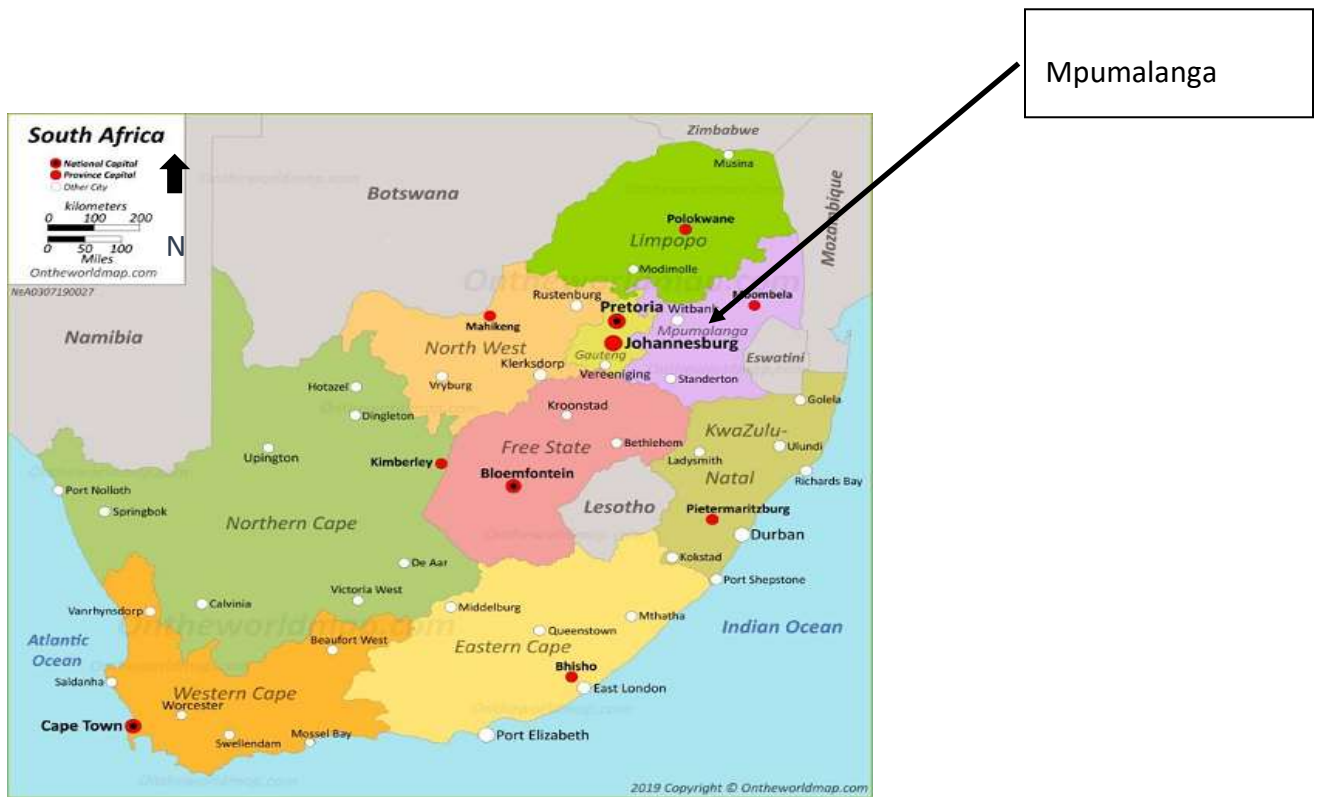 Mpumalanga
South Africa
National Capital
Province Capital
Other City
kilometers
0 100 200
0 50 100
Miles
N
Ontheworldmap.com
NeA0307190027
Zimbabwe
Musina
Botswana
Mozambique
Polokwane
Limpopo
Modimolle
Ontheworldmap.com
Rustenburg
Pretoria
Witbank
Mbombela
Mahikeng
Mpumalanga
Namibia
Johannesburg
North West
Gauteng
Eswatini
Klerksdorp
Vereeniging
Standerton
Hotazel
Vryburg
Golela
Kroonstad
Dingleton
KwaZulu-
Free State
Bethlehem
Ulundi
Upington
Kimberley
Ladysmith
Bloemfontein
Natal
Richards Bay
Port Nolloth
Springbok
Lesotho
Pietermaritzburg
Northern Cape
Durban
Kokstad
De Aar
Port Shepstone
Victoria West
Vanrhynsdorp
Calvinia
Middelburg
Mthatha
Ontheworldmap.com
Queenstown
Indian Ocean
Atlantic
Ocean
Beaufort West
Eastern Cape
Bhisho
Saldanha
East London
Western Cape
Worcester
Cape Town
Swellendam
Mossel Bay
Port Elizabeth
2019 Copyright © Ontheworldmap.com